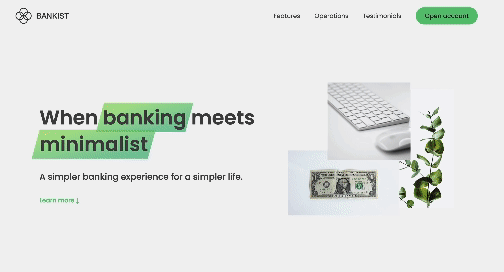 BANKIST
Features Operations Testimonials Open account
When banking meets
minimalist
A simpler banking experience for a simpler life.
Learn more ↓